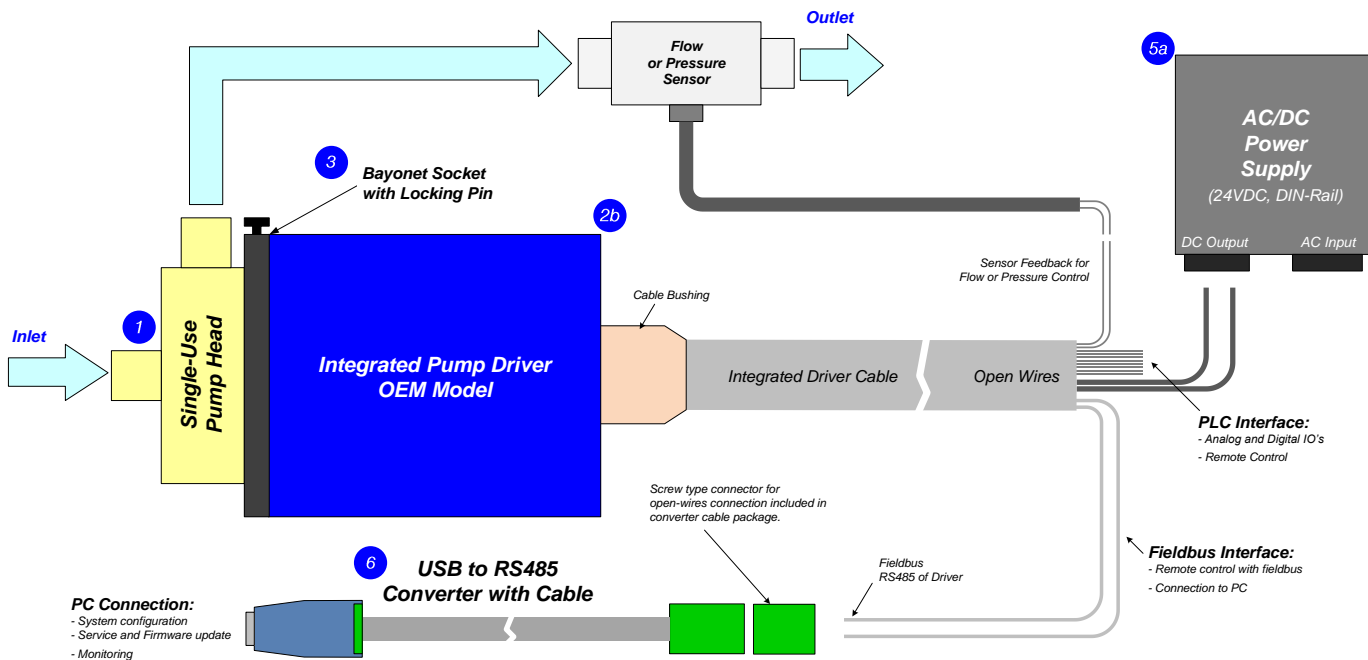 Outlet
5a
Flow
or Pressure
Sensor
AC/DC
Power
Supply
(24VDC, DIN-Rail)
DC Output
AC Input
3
Bayonet Socket
with Locking Pin
2b
Sensor Feedback for
Flow or Pressure Control
Cable Bushing
1
Inlet
Single-Use
Pump Head
Integrated Pump Driver
OEM Model
Integrated Driver Cable
Open Wires
PLC Interface:
- Analog and Digital IO's
- Remote Control
Screw type connector for
open-wires connection included in
converter cable package.
6
USB to RS485
Converter with Cable
Fieldbus
RS485 of Driver
Fieldbus Interface:
- Remote control with fieldbus
- Connection to PC
PC Connection:
- System configuration
- Service and Firmware update
- Monitoring